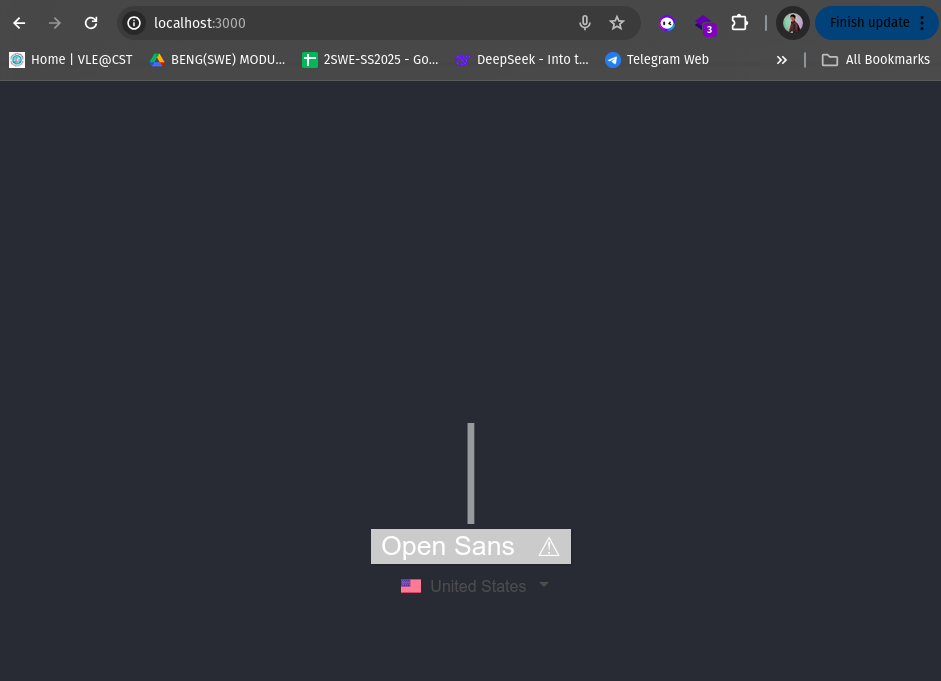 localhost:3000
3
Finish update
Home | VLE@CST
BENG(SWE) MODU...
2SWE-SS2025 - Go...
DeepSeek - Into t...
Telegram Web
»
All Bookmarks
Open Sans ⚠
United States